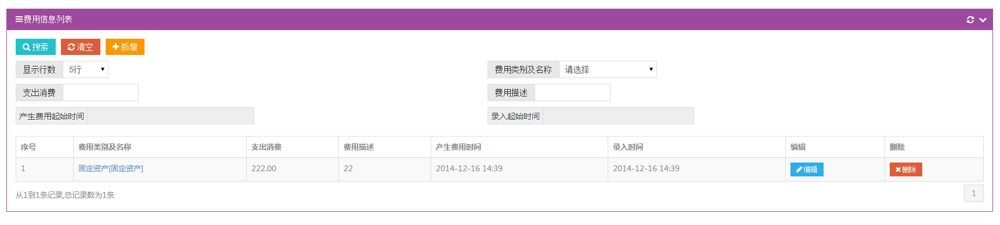 费用信息列表
搜索 清空 新增
显示行数 5行 费用类别及名称 请选择
支出消费 费用描述
产生费用起始时间 录入起始时间
序号 费用类别及名称 支出消费 费用描述 产生费用时间 录入时间 编辑 删除
1 固定资产[固定资产] 222.00 22 2014-12-16 14:39 2014-12-16 14:39 编辑 删除
从1到1条记录,总记录数为1条 1